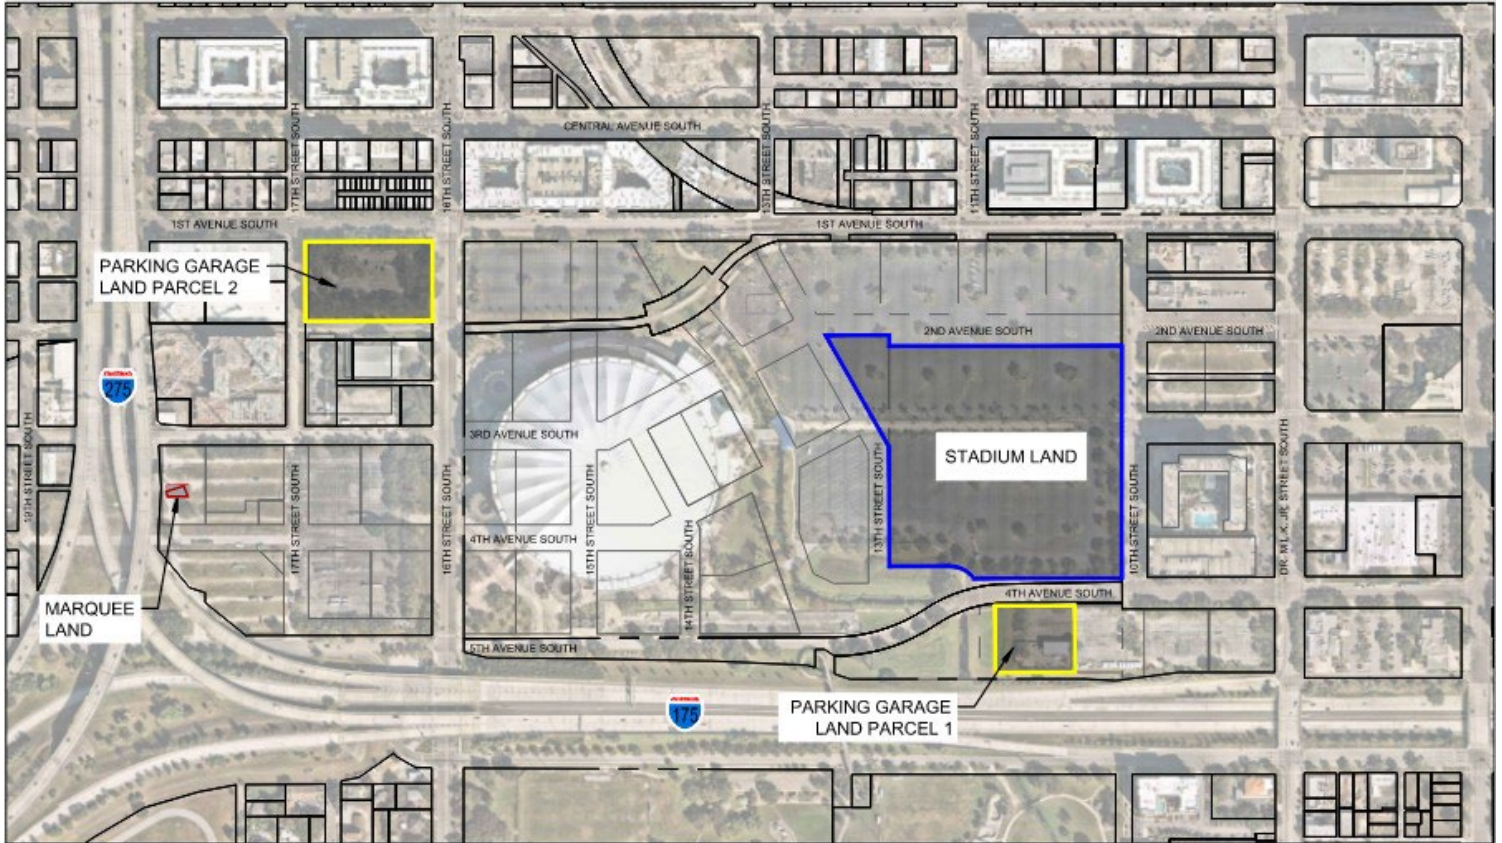 CENTRAL AVENUE SOUTH
17TH STREET SOUTH
16TH STREET SOUTH
13TH STREET SOUTH
11TH STREET SOUTH
1ST AVENUE SOUTH
1ST AVENUE SOUTH
PARKING GARAGE
LAND PARCEL 2
2ND AVENUE SOUTH
2ND AVENUE SOUTH
275
3RD AVENUE SOUTH
STADIUM LAND
19TH STREET SOUTH
17TH STREET SOUTH
16TH STREET SOUTH
15TH STREET SOUTH
14TH STREET SOUTH
13TH STREET SOUTH
10TH STREET SOUTH
DR. M.L.K. JR. STREET SOUTH
4TH AVENUE SOUTH
4TH AVENUE SOUTH
MARQUEE
LAND
5TH AVENUE SOUTH
175
PARKING GARAGE
LAND PARCEL 1